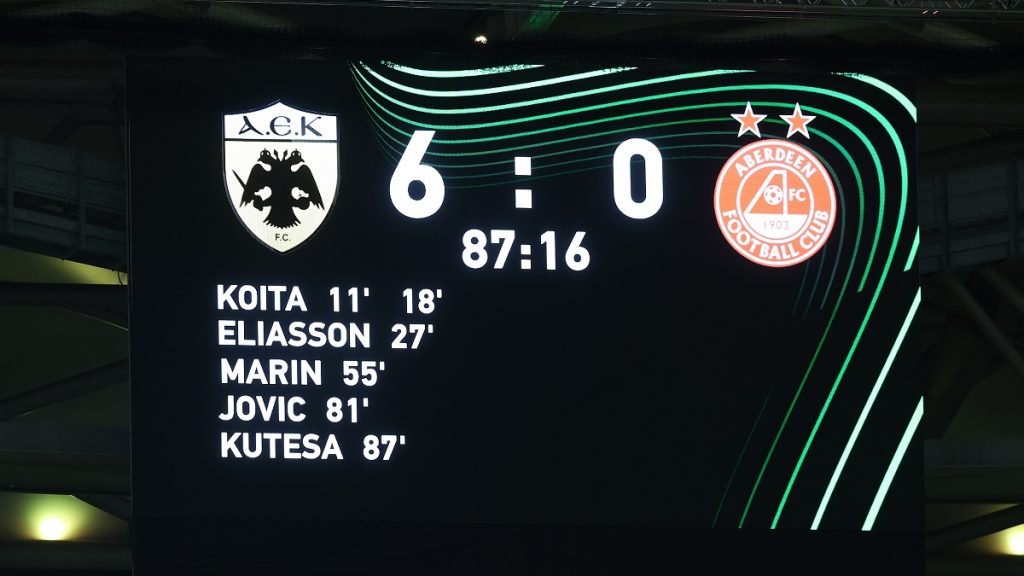 A.E.K
F.C.
6 : 0
ABERDEEN
FC
1903
FOOTBALL CLUB
87:16
KOITA 11' 18'
ELIASSON 27'
MARIN 55'
JOVIC 81'
KUTESA 87'